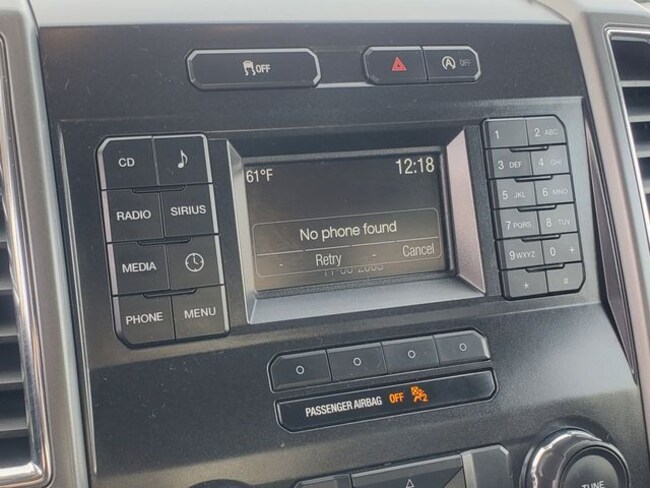 OFF
OFF
CD
RADIO SIRIUS
MEDIA
PHONE MENU
61°F 12:18
No phone found
- Retry - Cancel
1 2 ABC
3 DEF 4 GHI
5 JKL 6 MNO
7 PQRS 8 TUV
9 WXYZ 0 +
* #
PASSENGER AIRBAG OFF 2
TUNE